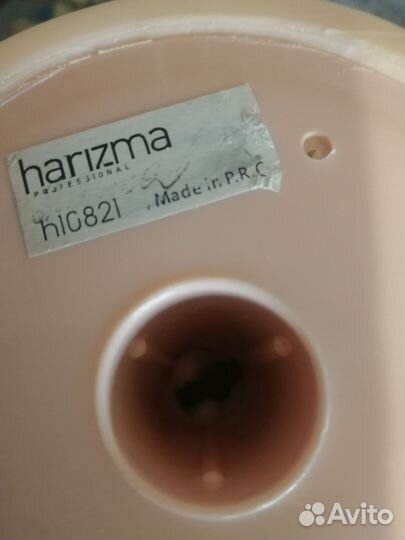 harizma
PROFESSIONAL
h10821 Made in P.R.C
Avito